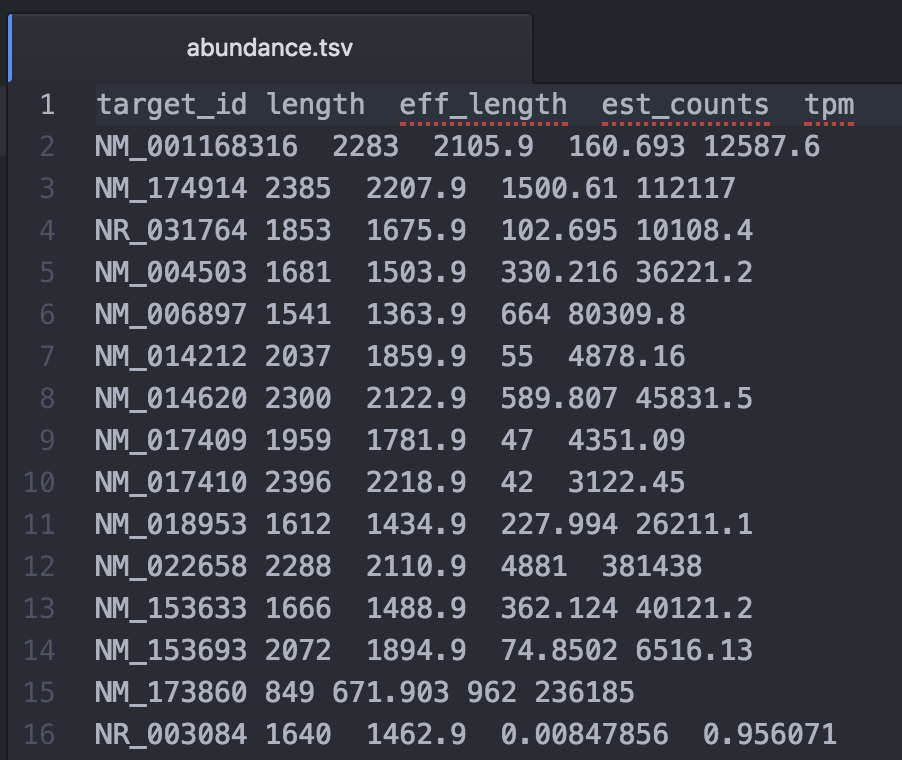 abundance.tsv
1 target_id length eff_length est_counts tpm
2 NM_001168316 2283 2105.9 160.693 12587.6
3 NM_174914 2385 2207.9 1500.61 112117
4 NR_031764 1853 1675.9 102.695 10108.4
5 NM_004503 1681 1503.9 330.216 36221.2
6 NM_006897 1541 1363.9 664 80309.8
7 NM_014212 2037 1859.9 55 4878.16
8 NM_014620 2300 2122.9 589.807 45831.5
9 NM_017409 1959 1781.9 47 4351.09
10 NM_017410 2396 2218.9 42 3122.45
11 NM_018953 1612 1434.9 227.994 26211.1
12 NM_022658 2288 2110.9 4881 381438
13 NM_153633 1666 1488.9 362.124 40121.2
14 NM_153693 2072 1894.9 74.8502 6516.13
15 NM_173860 849 671.903 962 236185
16 NR_003084 1640 1462.9 0.00847856 0.956071